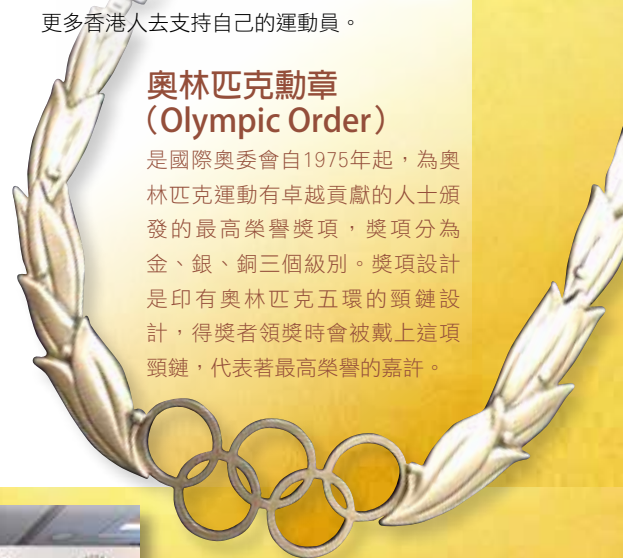 更多香港人去支持自己的運動員。
奧林匹克勳章
（Olympic Order）
是國際奧委會自1975年起，為奧
林匹克運動有卓越貢獻的人士頒
發的最高榮譽獎項，獎項分為
金、銀、銅三個級別。獎項設計
是印有奧林匹克五環的頸鏈設
計，得獎者領獎時會被戴上這項
頸鏈，代表著最高榮譽的嘉許。